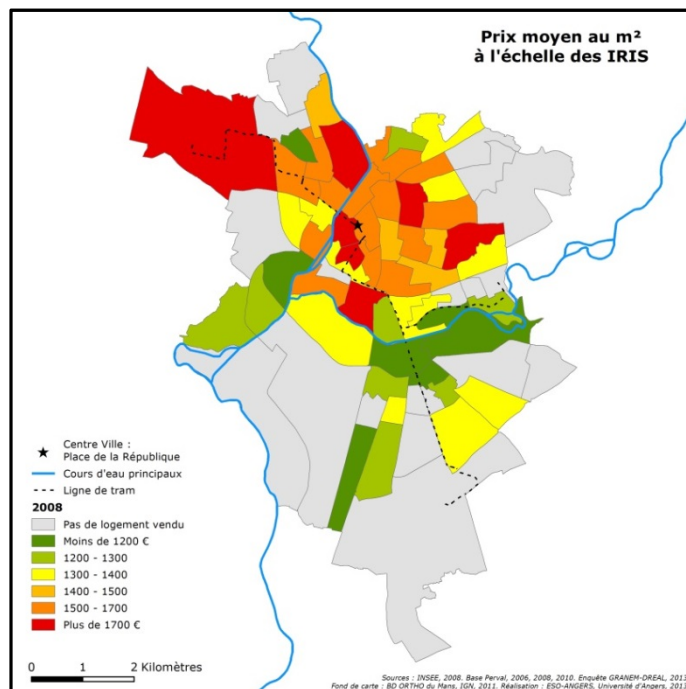 Prix moyen au m²
à l'échelle des IRIS
Centre Ville :
Place de la République
Cours d'eau principaux
Ligne de tram
2008
Pas de logement vendu
Moins de 1200 €
1200 - 1300
1300 - 1400
1400 - 1500
1500 - 1700
Plus de 1700 €
0 1 2 Kilomètres
Sources : INSEE, 2008. Base Perval, 2006, 2008, 2010. Enquête GRANEM-DREAL, 2013
Fond de carte : BD ORTHO du Mans, IGN, 2011. Réalisation : ESO-ANGERS, Université d'Angers, 2013